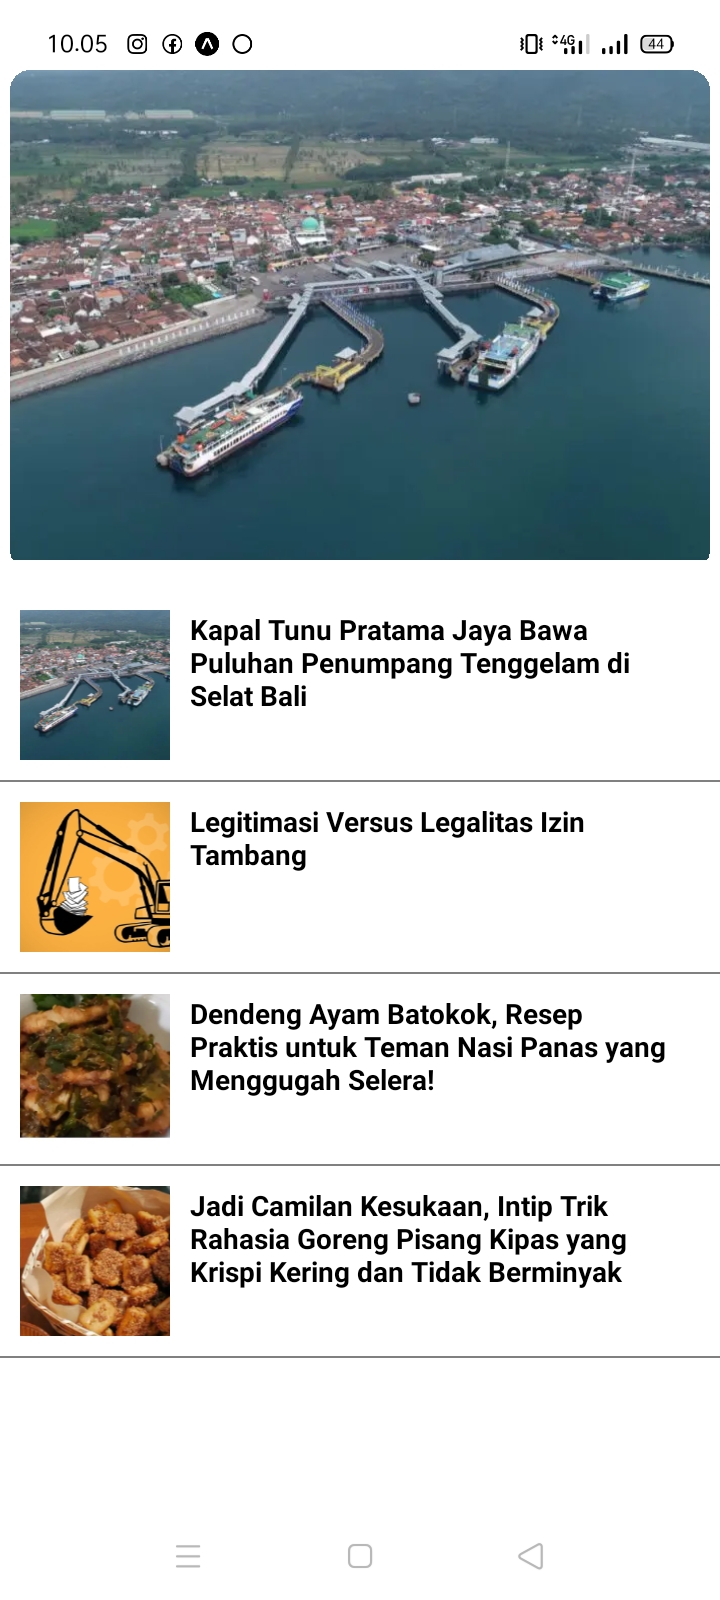 10.05
4G
44
Kapal Tunu Pratama Jaya Bawa
Puluhan Penumpang Tenggelam di
Selat Bali
Legitimasi Versus Legalitas Izin
Tambang
Dendeng Ayam Batokok, Resep
Praktis untuk Teman Nasi Panas yang
Menggugah Selera!
Jadi Camilan Kesukaan, Intip Trik
Rahasia Goreng Pisang Kipas yang
Krispi Kering dan Tidak Berminyak